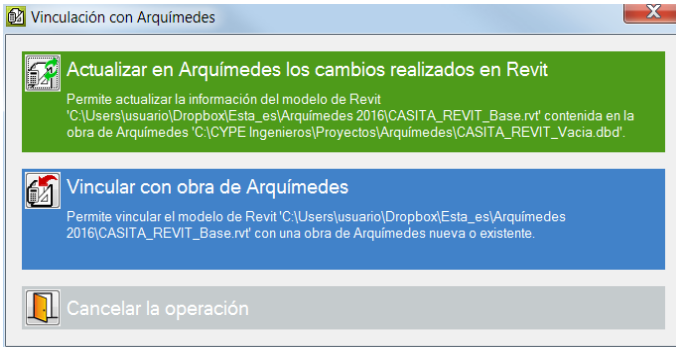 Vinculación con Arquímedes
Actualizar en Arquímedes los cambios realizados en Revit
Permite actualizar la información del modelo de Revit
'C:\Users\usuario\Dropbox\Esta_es\Arquímedes 2016\CASITA_REVIT_Base.rvt' contenida en la
obra de Arquímedes 'C:\CYPE Ingenieros\Proyectos\Arquímedes\CASITA_REVIT_Vacia.dbd'.
Vincular con obra de Arquímedes
Permite vincular el modelo de Revit 'C:\Users\usuario\Dropbox\Esta_es\Arquímedes
2016\CASITA_REVIT_Base.rvt' con una obra de Arquímedes nueva o existente.
Cancelar la operación